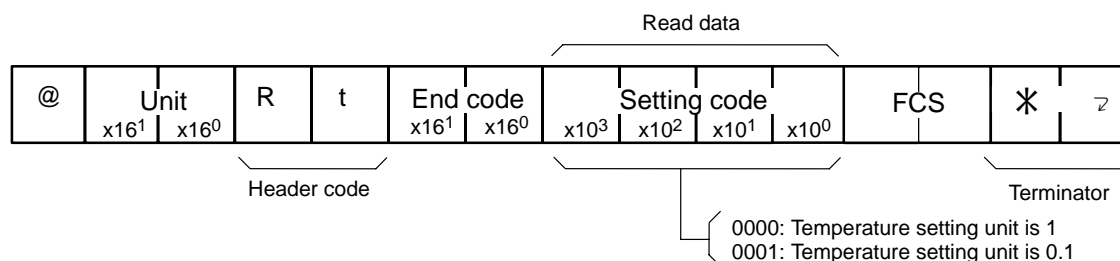 Read data
@ Unit R t End code Setting code FCS * ⊋
x16¹ x16⁰ x16¹ x16⁰ x10³ x10² x10¹ x10⁰
Header code
Terminator
0000: Temperature setting unit is 1
0001: Temperature setting unit is 0.1